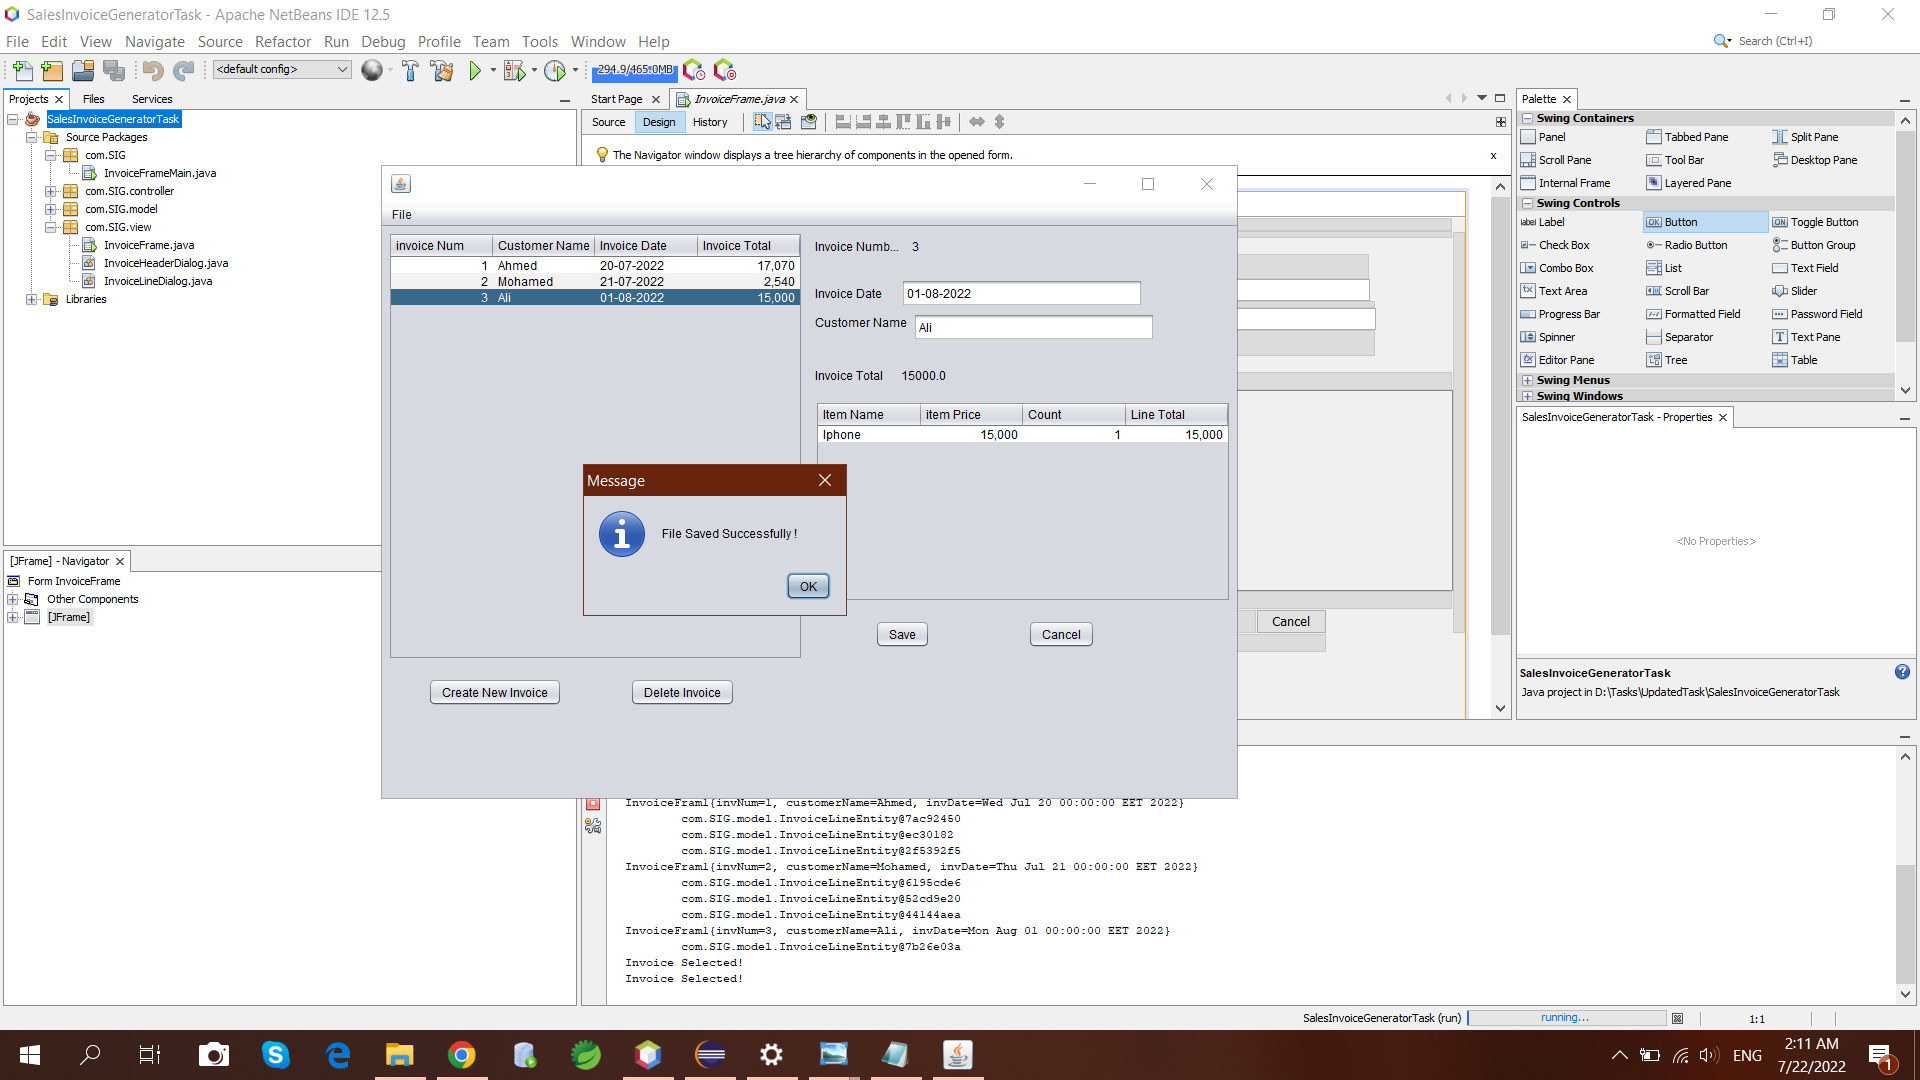 SalesInvoiceGeneratorTask - Apache NetBeans IDE 12.5
File Edit View Navigate Source Refactor Run Debug Profile Team Tools Window Help
Search (Ctrl+I)
<default config>
294.9/465.0MB
Projects Files Services
SalesInvoiceGeneratorTask
Source Packages
com.SIG
InvoiceFrameMain.java
com.SIG.controller
com.SIG.model
com.SIG.view
InvoiceFrame.java
InvoiceHeaderDialog.java
InvoiceLineDialog.java
Libraries
[JFrame] - Navigator
Form InvoiceFrame
Other Components
[JFrame]
Start Page InvoiceFrame.java
Source Design History
The Navigator window displays a tree hierarchy of components in the opened form. x
File
invoice Num Customer Name Invoice Date Invoice Total
1 Ahmed 20-07-2022 17,070
2 Mohamed 21-07-2022 2,540
3 Ali 01-08-2022 15,000
Invoice Numb... 3
Invoice Date 01-08-2022
Customer Name Ali
Invoice Total 15000.0
Item Name item Price Count Line Total
Iphone 15,000 1 15,000
Message
File Saved Successfully !
OK
Save Cancel
Create New Invoice Delete Invoice
Cancel
InvoiceFram1{invNum=1, customerName=Ahmed, invDate=Wed Jul 20 00:00:00 EET 2022}
com.SIG.model.InvoiceLineEntity@7ac92450
com.SIG.model.InvoiceLineEntity@ec30182
com.SIG.model.InvoiceLineEntity@2f5392f5
InvoiceFram1{invNum=2, customerName=Mohamed, invDate=Thu Jul 21 00:00:00 EET 2022}
com.SIG.model.InvoiceLineEntity@6195cde6
com.SIG.model.InvoiceLineEntity@52cd9e20
com.SIG.model.InvoiceLineEntity@44144aea
InvoiceFram1{invNum=3, customerName=Ali, invDate=Mon Aug 01 00:00:00 EET 2022}
com.SIG.model.InvoiceLineEntity@7b26e03a
Invoice Selected!
Invoice Selected!
Palette
Swing Containers
Panel Tabbed Pane Split Pane
Scroll Pane Tool Bar Desktop Pane
Internal Frame Layered Pane
Swing Controls
Label Button Toggle Button
Check Box Radio Button Button Group
Combo Box List Text Field
Text Area Scroll Bar Slider
Progress Bar Formatted Field Password Field
Spinner Separator Text Pane
Editor Pane Tree Table
Swing Menus
Swing Windows
SalesInvoiceGeneratorTask - Properties
<No Properties>
SalesInvoiceGeneratorTask
Java project in D:\Tasks\UpdatedTask\SalesInvoiceGeneratorTask
SalesInvoiceGeneratorTask (run) running... 1:1
ENG
2:11 AM
7/22/2022
1